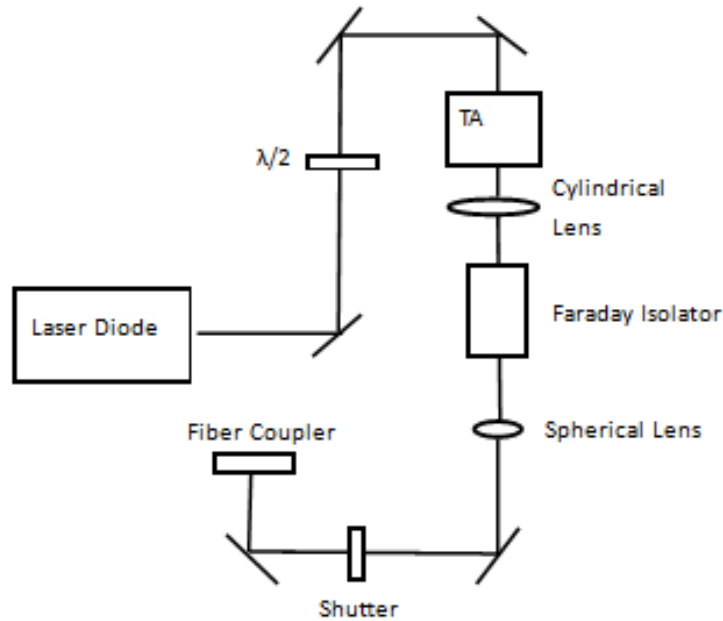 TA
λ/2
Cylindrical
Lens
Laser Diode
Faraday Isolator
Fiber Coupler
Spherical Lens
Shutter